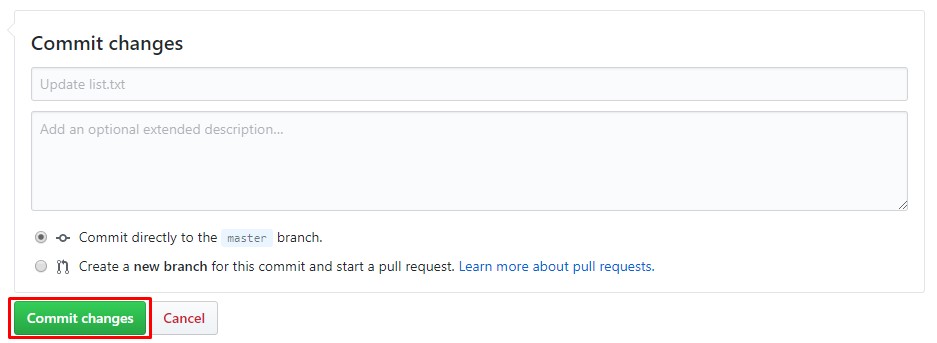 Commit changes
Update list.txt
Add an optional extended description…
Commit directly to the master branch.
Create a new branch for this commit and start a pull request. Learn more about pull requests.
Commit changes Cancel